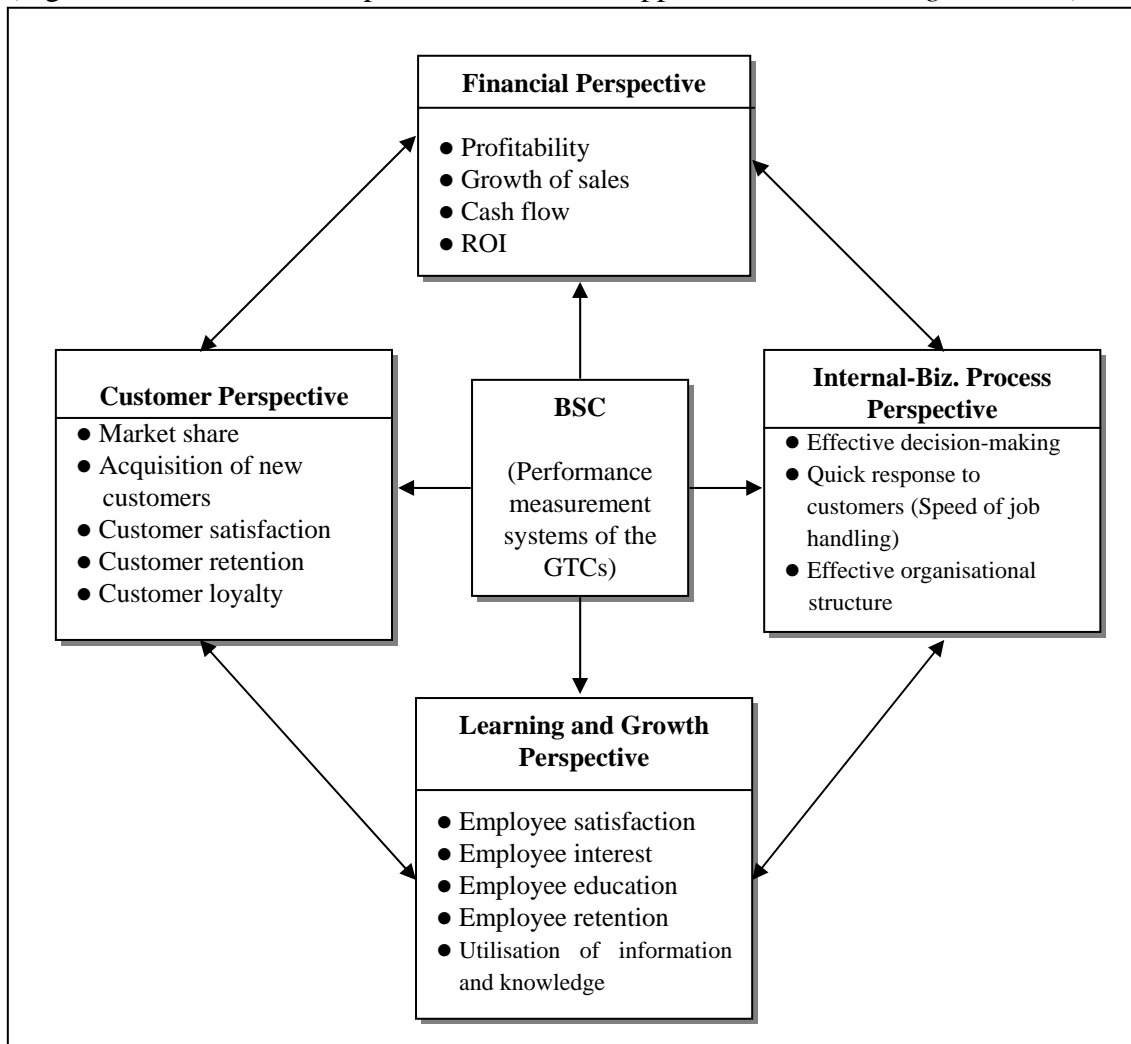 Financial Perspective
● Profitability
● Growth of sales
● Cash flow
● ROI
Customer Perspective
● Market share
● Acquisition of new
customers
● Customer satisfaction
● Customer retention
● Customer loyalty
BSC
(Performance
measurement
systems of the
GTCs)
Internal-Biz. Process
Perspective
● Effective decision-making
● Quick response to
customers (Speed of job
handling)
● Effective organisational
structure
Learning and Growth
Perspective
● Employee satisfaction
● Employee interest
● Employee education
● Employee retention
● Utilisation of information
and knowledge